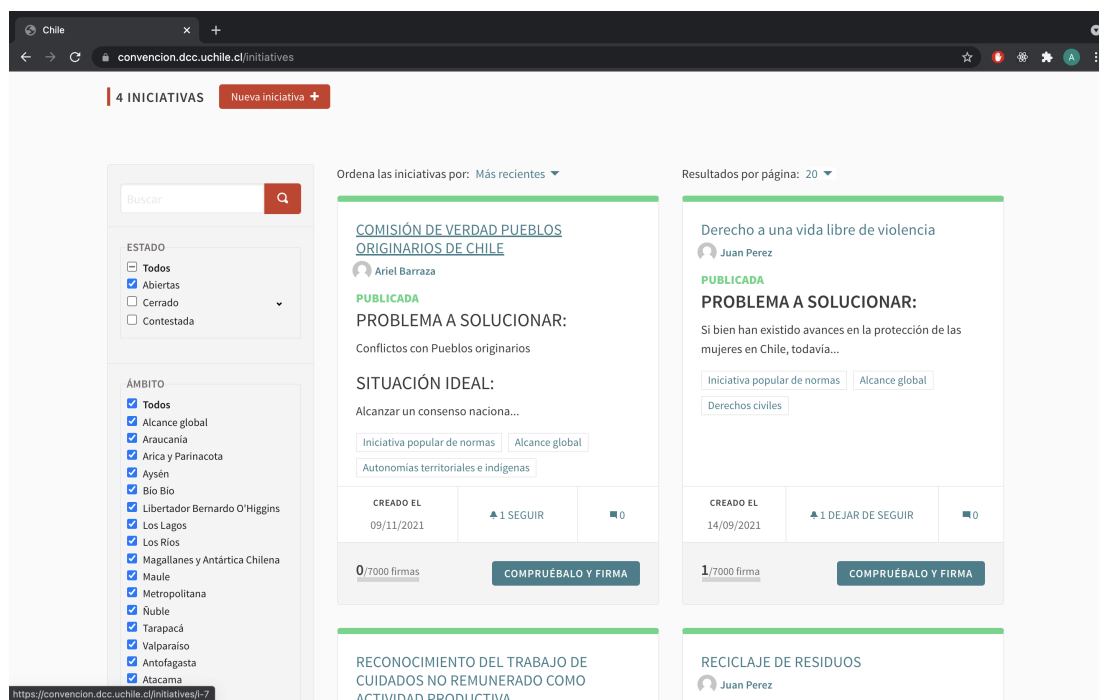 Chile
convencion.dcc.uchile.cl/initiatives
A
4 INICIATIVAS
Nueva iniciativa +
Buscar
ESTADO
Todos
Abiertas
Cerrado
Contestada
ÁMBITO
Todos
Alcance global
Araucanía
Arica y Parinacota
Aysén
Bío Bío
Libertador Bernardo O'Higgins
Los Lagos
Los Ríos
Magallanes y Antártica Chilena
Maule
Metropolitana
Ñuble
Tarapacá
Valparaíso
Antofagasta
Atacama
Ordena las iniciativas por: Más recientes
Resultados por página: 20
COMISIÓN DE VERDAD PUEBLOS
ORIGINARIOS DE CHILE
Ariel Barraza
PUBLICADA
PROBLEMA A SOLUCIONAR:
Conflictos con Pueblos originarios
SITUACIÓN IDEAL:
Alcanzar un consenso naciona...
Iniciativa popular de normas
Alcance global
Autonomías territoriales e indígenas
CREADO EL
09/11/2021
1 SEGUIR
0
0/7000 firmas
COMPRUÉBALO Y FIRMA
Derecho a una vida libre de violencia
Juan Perez
PUBLICADA
PROBLEMA A SOLUCIONAR:
Si bien han existido avances en la protección de las
mujeres en Chile, todavía...
Iniciativa popular de normas
Alcance global
Derechos civiles
CREADO EL
14/09/2021
1 DEJAR DE SEGUIR
0
1/7000 firma
COMPRUÉBALO Y FIRMA
RECONOCIMIENTO DEL TRABAJO DE
CUIDADOS NO REMUNERADO COMO
ACTIVIDAD PRODUCTIVA
RECICLAJE DE RESIDUOS
Juan Perez
https://convencion.dcc.uchile.cl/initiatives/i-7